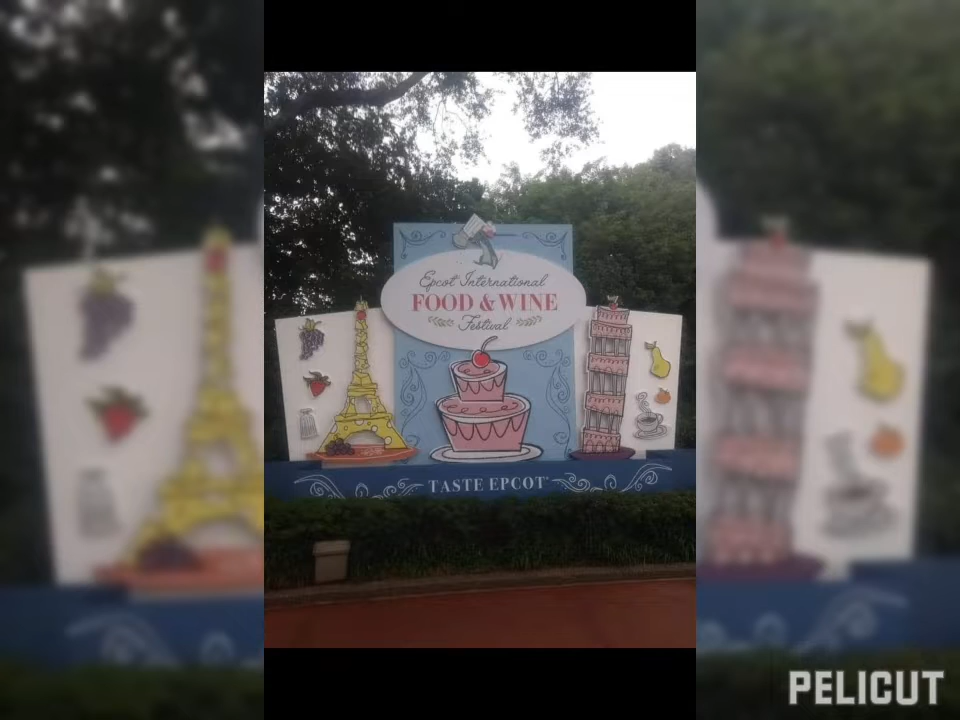 Epcot International
FOOD & WINE
Festival
TASTE EPCOT
PELICUT